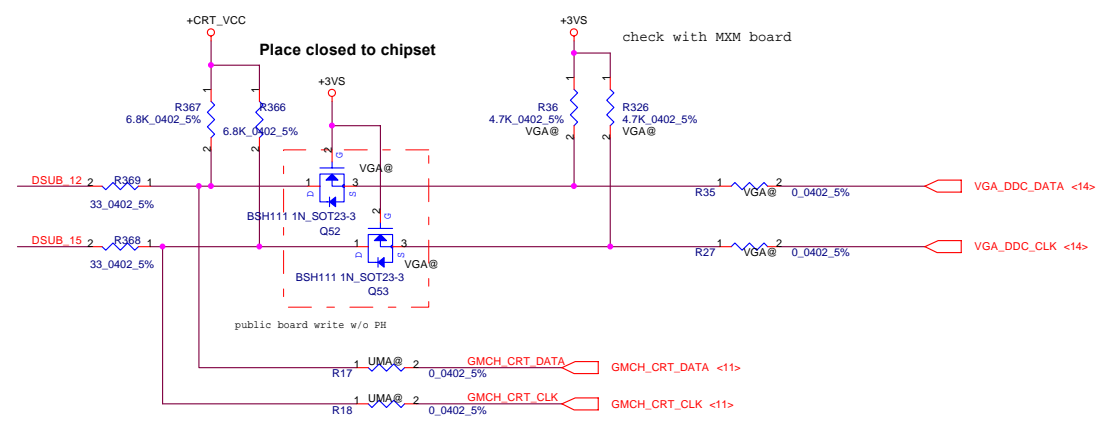 +CRT_VCC
+3VS
Place closed to chipset
check with MXM board
+3VS
1
1
1
1
R367
R366
R36
R326
6.8K_0402_5%
6.8K_0402_5%
4.7K_0402_5%
4.7K_0402_5%
VGA@
VGA@
2
2
2
2
2
G
VGA@
DSUB_12
2
R369
1
1
3
D
S
33_0402_5%
BSH111 1N_SOT23-3
Q52
1
R35
VGA@
2
0_0402_5%
VGA_DDC_DATA <14>
2
G
DSUB_15
2
R368
1
1
3
D
S
33_0402_5%
VGA@
BSH111 1N_SOT23-3
Q53
1
R27
VGA@
2
0_0402_5%
VGA_DDC_CLK <14>
public board write w/o PH
1
R17
UMA@
2
0_0402_5%
GMCH_CRT_DATA
GMCH_CRT_DATA <11>
1
R18
UMA@
2
0_0402_5%
GMCH_CRT_CLK
GMCH_CRT_CLK <11>